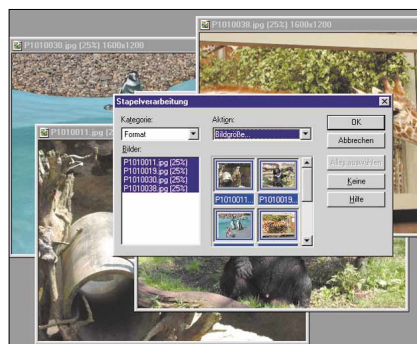 P1010030.jpg (25%) 1600x1200
P1010038.jpg (25%) 1600x1200
P1010011.jpg (25%)
Stapelverarbeitung
Kategorie:
Format
Aktion:
Bildgröße...
Bilder:
P1010011.jpg (25%)
P1010019.jpg (25%)
P1010030.jpg (25%)
P1010038.jpg (25%)
P1010011...
P1010019...
OK
Abbrechen
Alles auswählen
Keine
Hilfe